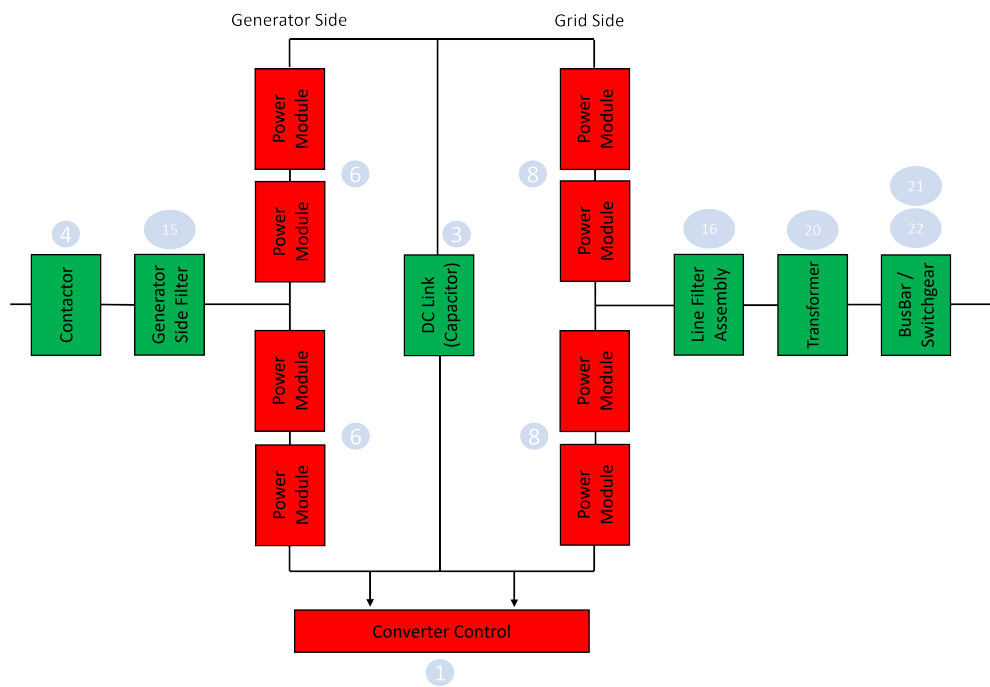 Generator Side
Grid Side
Power
Module
Power
Module
6
8
21
Power
Module
Power
Module
4
15
3
16
20
22
Contactor
Generator
Side Filter
DC Link
(Capacitor)
Line Filter
Assembly
Transformer
BusBar /
Switchgear
Power
Module
Power
Module
6
8
Power
Module
Power
Module
Converter Control
1